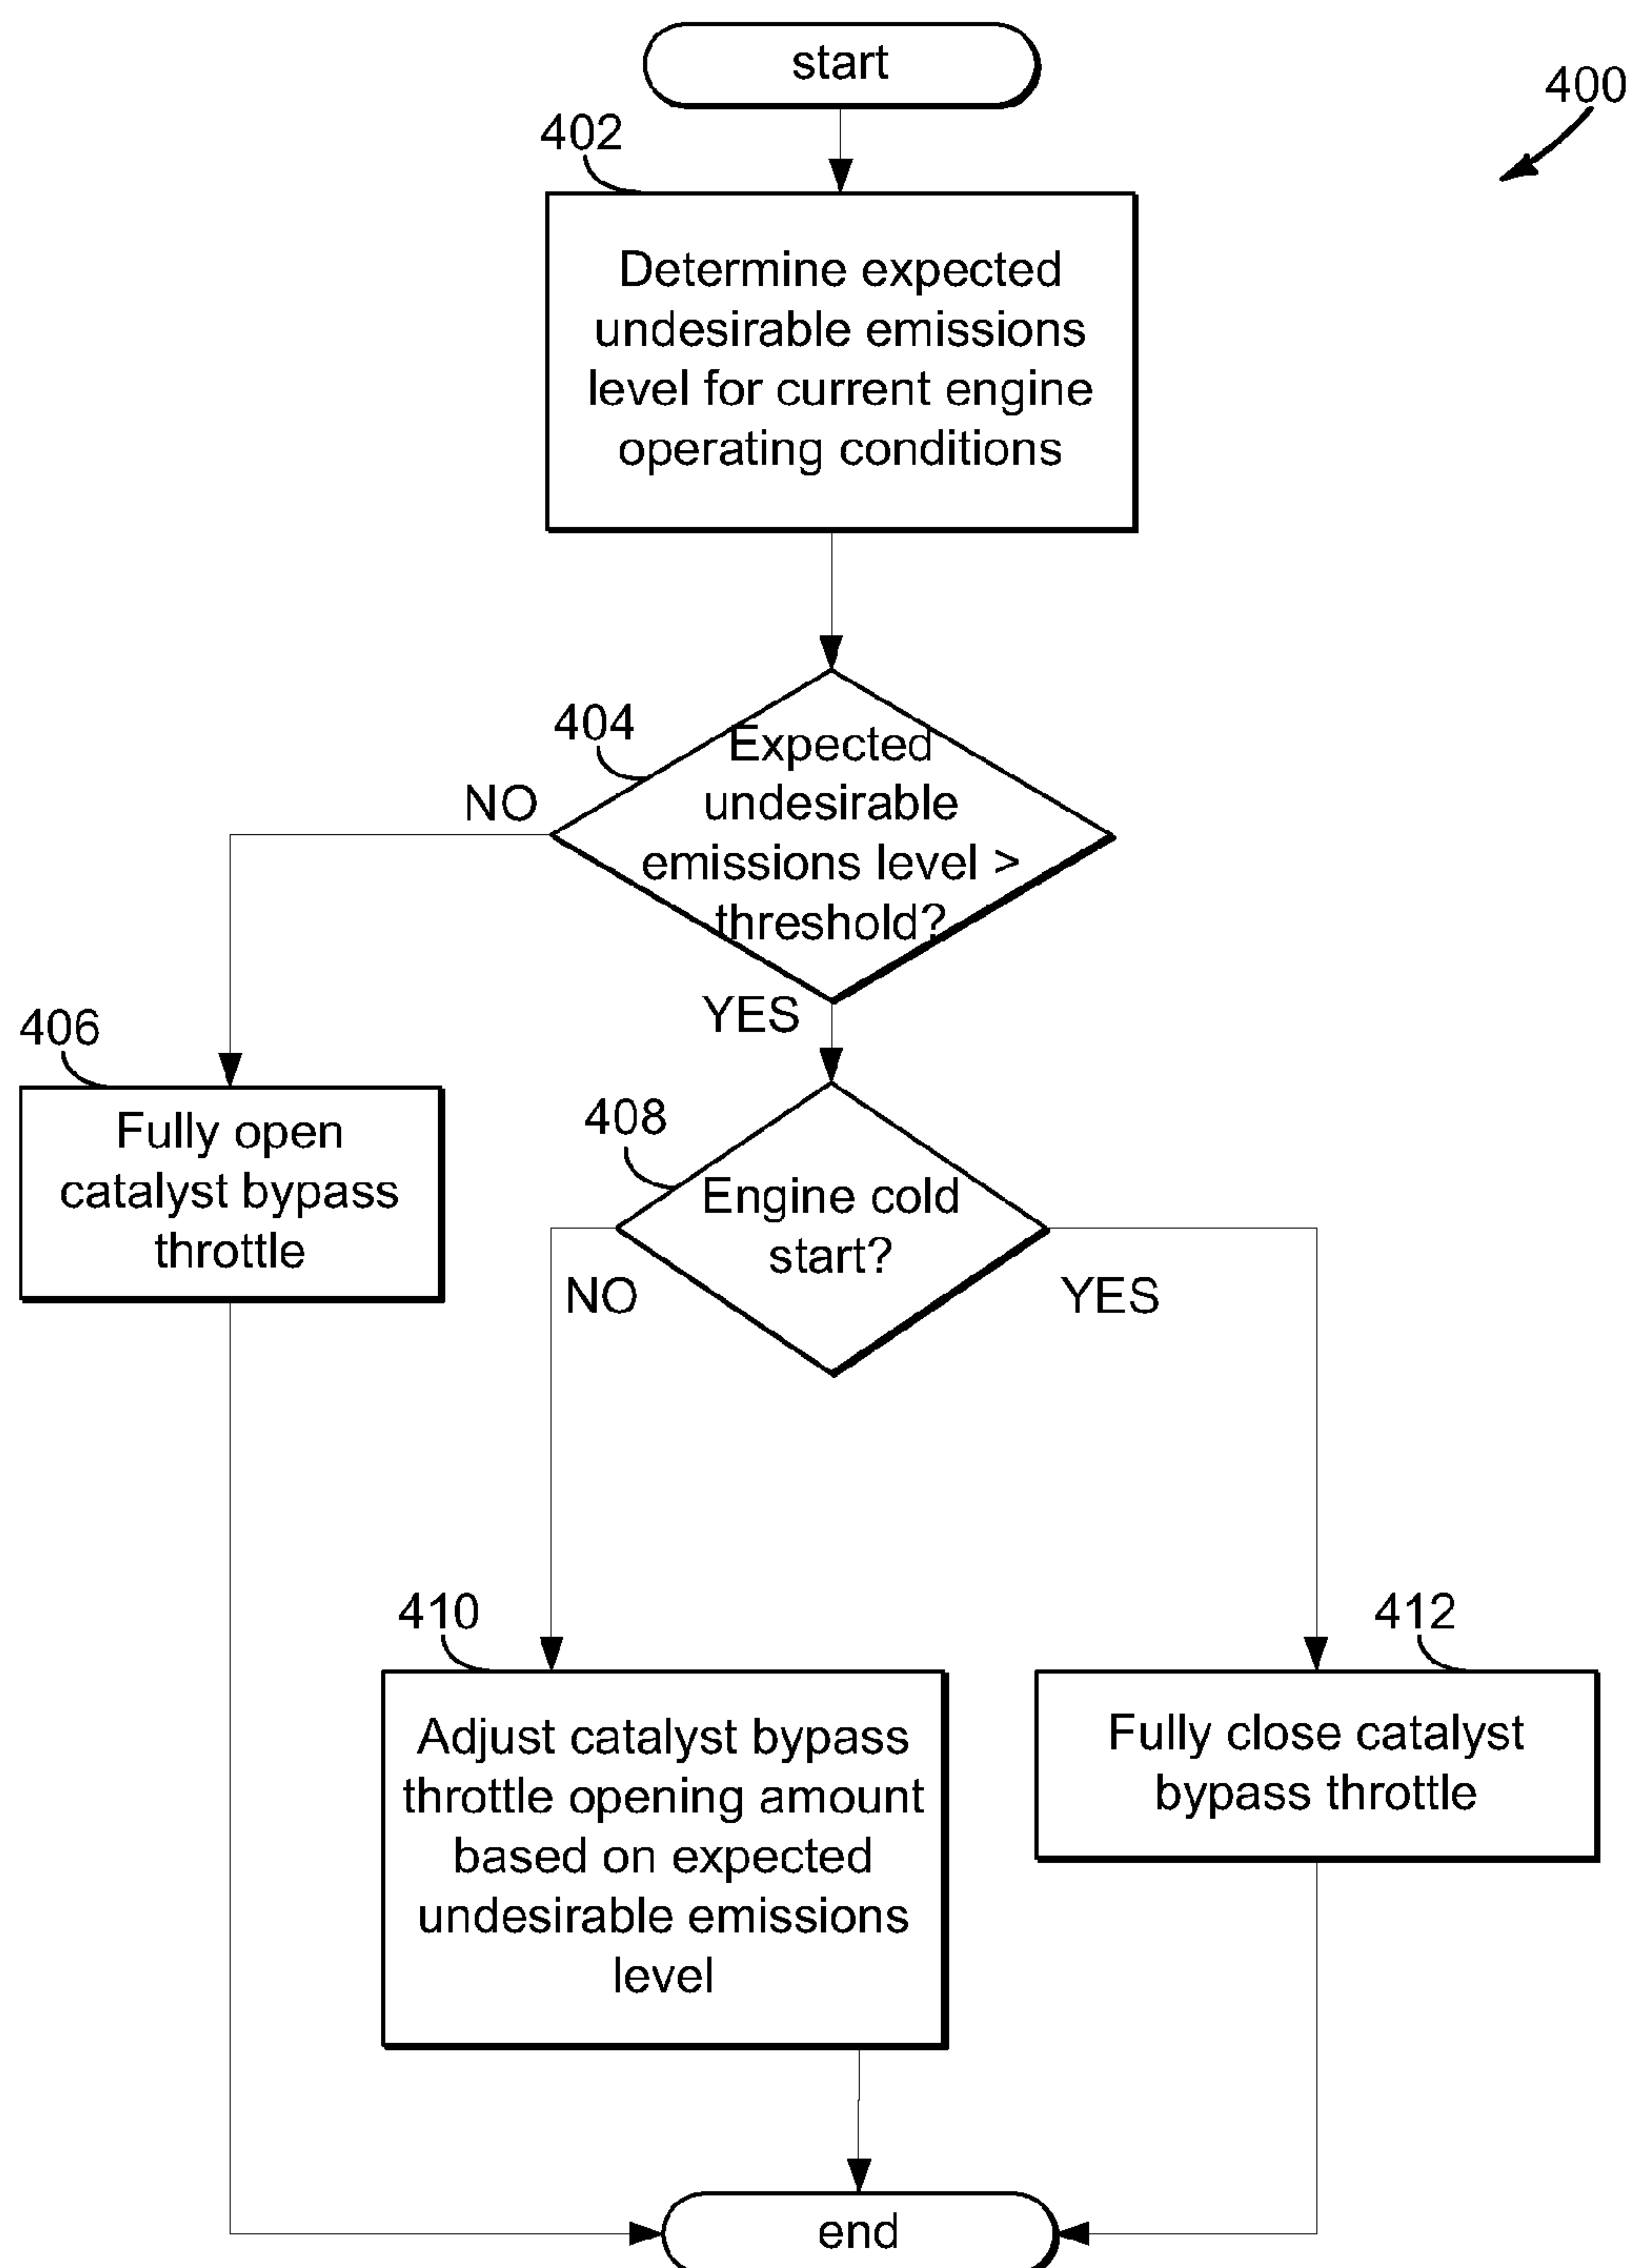 start
400
402
Determine expected
undesirable emissions
level for current engine
operating conditions
404
Expected
undesirable
emissions level >
threshold?
NO
YES
406
Fully open
catalyst bypass
throttle
408
Engine cold
start?
NO
YES
410
Adjust catalyst bypass
throttle opening amount
based on expected
undesirable emissions
level
412
Fully close catalyst
bypass throttle
end